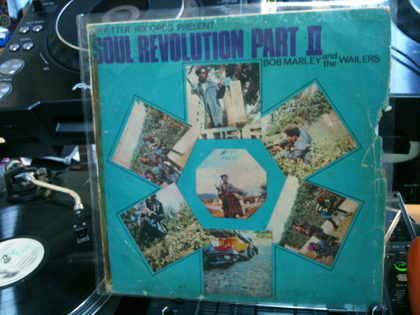 UPSETTER RECORDS PRESENT
SOUL REVOLUTION PART II
BOB MARLEY and the WAILERS